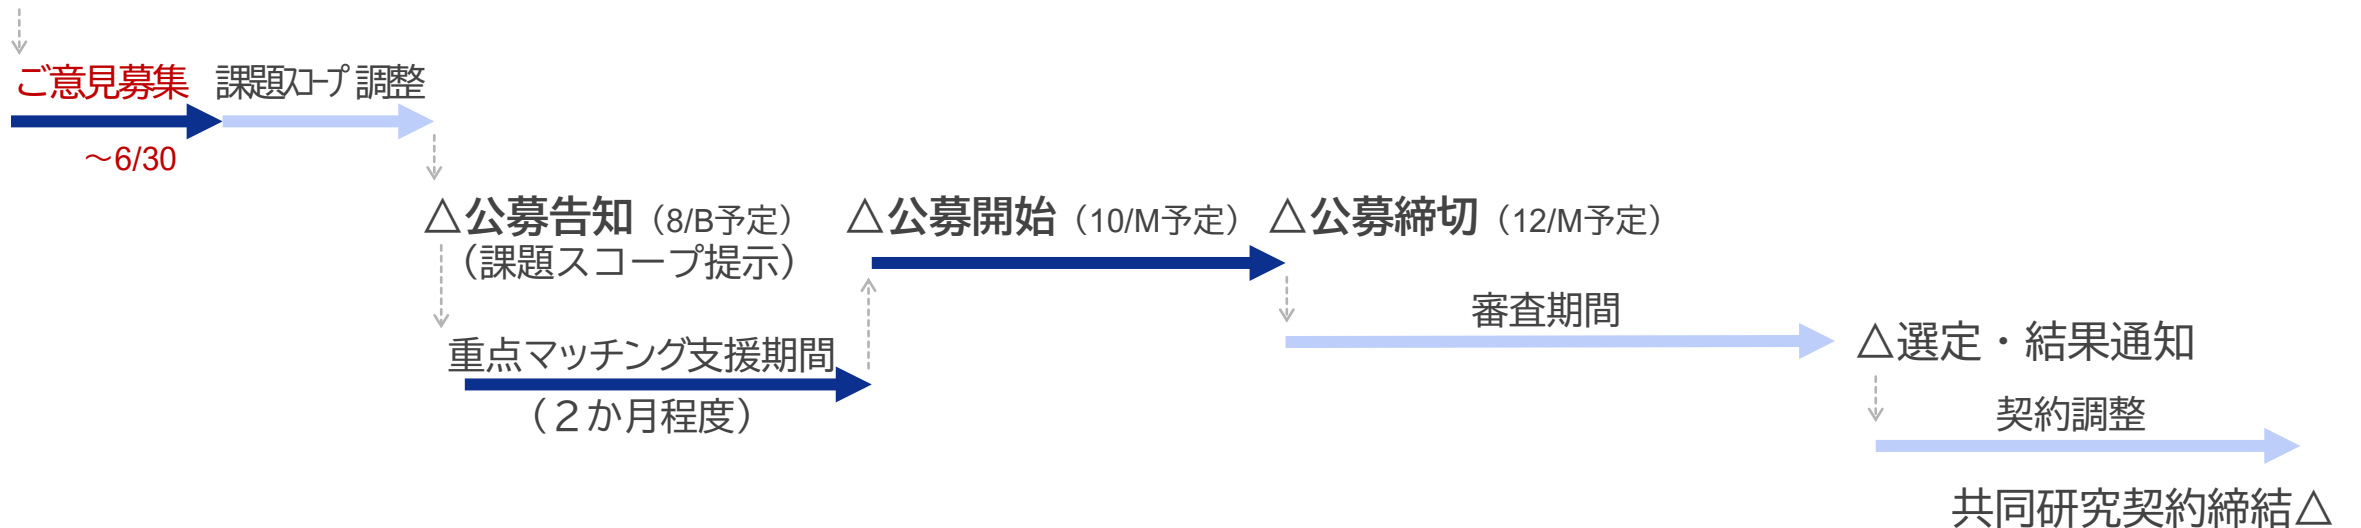 ご意見募集 課題スコープ調整
～6/30
△公募告知（8/B予定） △公募開始（10/M予定） △公募締切（12/M予定）
（課題スコープ提示）
審査期間
△選定・結果通知
重点マッチング支援期間
（２か月程度）
契約調整
共同研究契約締結△